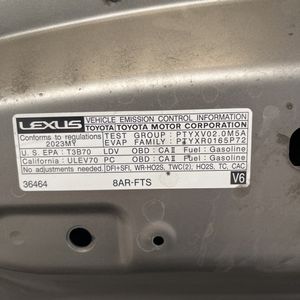 LEXUS VEHICLE EMISSION CONTROL INFORMATION
TOYOTA/TOYOTA MOTOR CORPORATION
Conforms to regulations TEST GROUP: PTYXV02.0M5A
2023MY EVAP FAMILY: PTYXR0165P72
U.S. EPA: T3B70 LDV OBD: CA II Fuel: Gasoline
California: ULEV70 PC OBD: CA II Fuel: Gasoline
No adjustments needed. DFI+SFI, WR-HO2S, TWC(2), HO2S, TC, CAC
36464 8AR-FTS V6